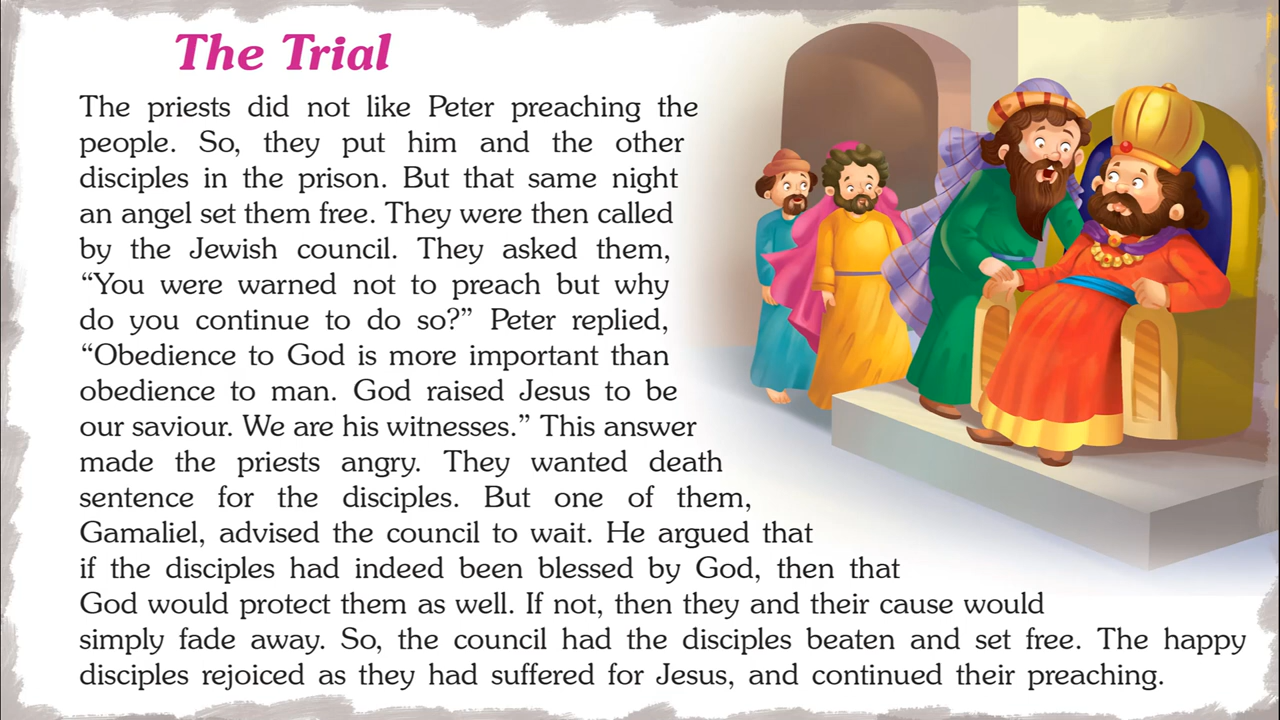 The Trial
The priests did not like Peter preaching the
people. So, they put him and the other
disciples in the prison. But that same night
an angel set them free. They were then called
by the Jewish council. They asked them,
“You were warned not to preach but why
do you continue to do so?” Peter replied,
“Obedience to God is more important than
obedience to man. God raised Jesus to be
our saviour. We are his witnesses.” This answer
made the priests angry. They wanted death
sentence for the disciples. But one of them,
Gamaliel, advised the council to wait. He argued that
if the disciples had indeed been blessed by God, then that
God would protect them as well. If not, then they and their cause would
simply fade away. So, the council had the disciples beaten and set free. The happy
disciples rejoiced as they had suffered for Jesus, and continued their preaching.